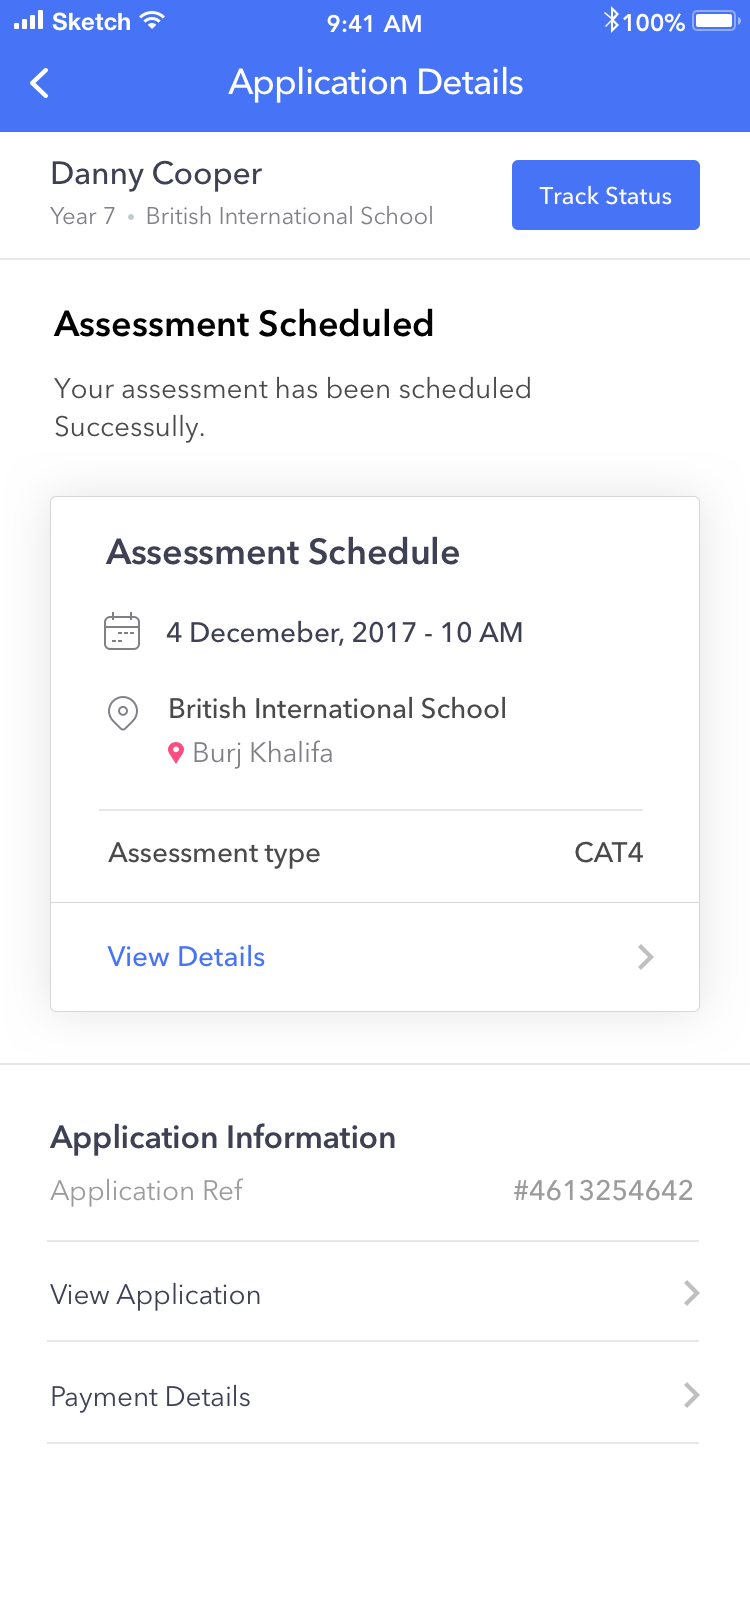 Sketch 9:41 AM 100%
Application Details
Danny Cooper
Track Status
Year 7 • British International School
Assessment Scheduled
Your assessment has been scheduled
Successully.
Assessment Schedule
4 Decemeber, 2017 - 10 AM
British International School
Burj Khalifa
Assessment type CAT4
View Details
Application Information
Application Ref #4613254642
View Application
Payment Details